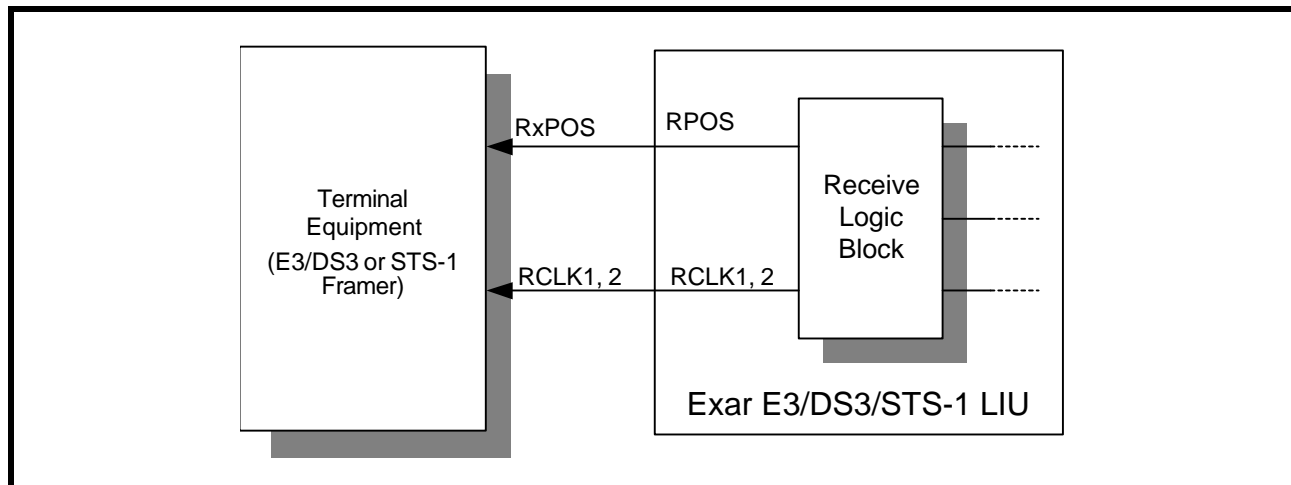 RxPOS
RPOS
Terminal
Equipment
(E3/DS3 or STS-1
Framer)
Receive
Logic
Block
RCLK1, 2
RCLK1, 2
Exar E3/DS3/STS-1 LIU